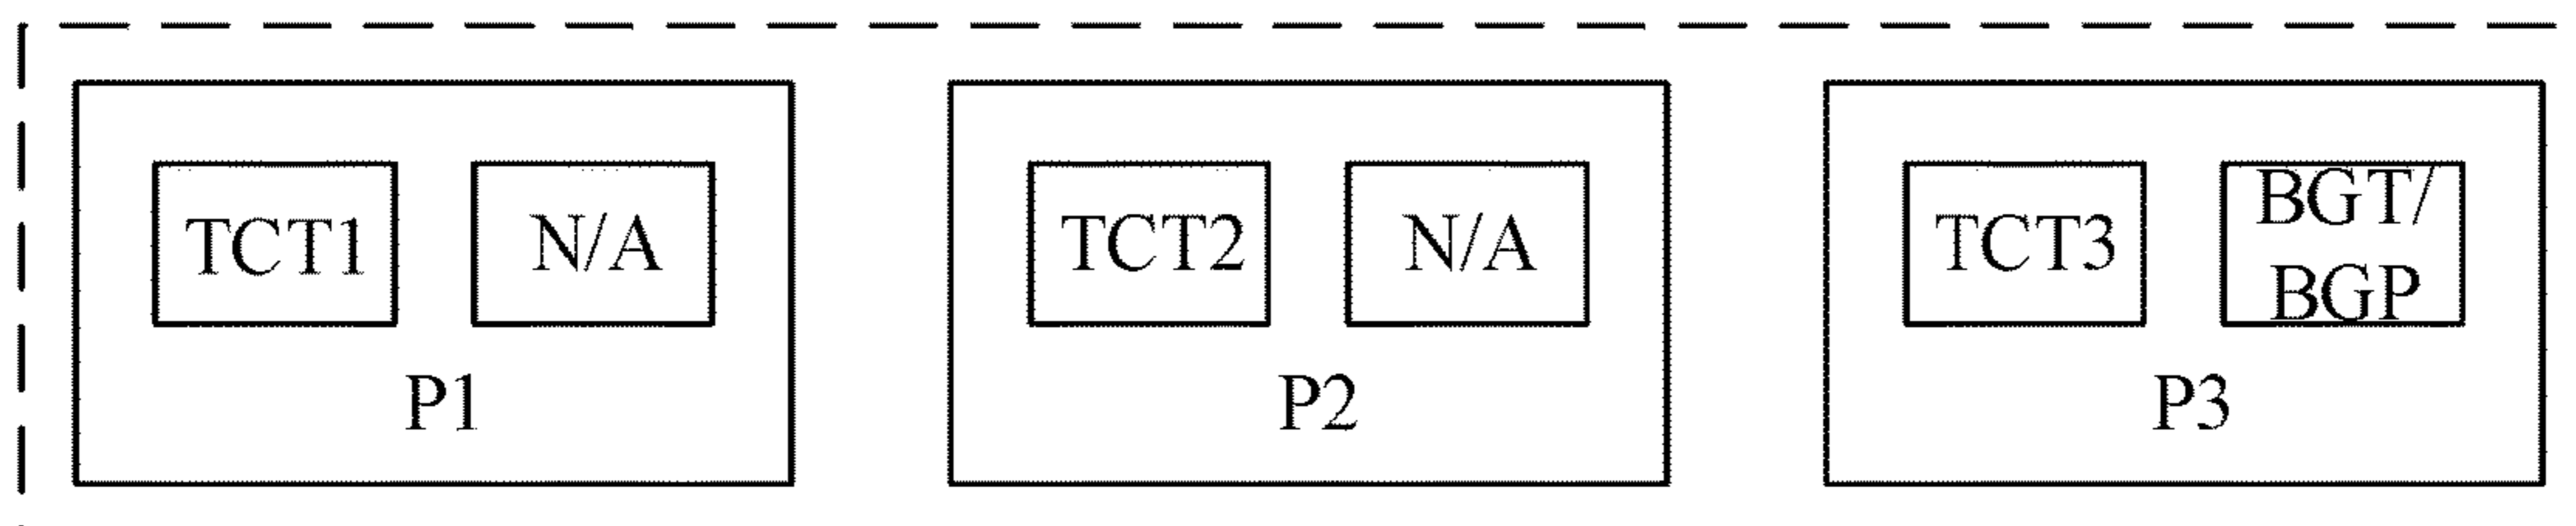 TCT1
N/A
P1
TCT2
N/A
P2
TCT3
BGT/
BGP
P3